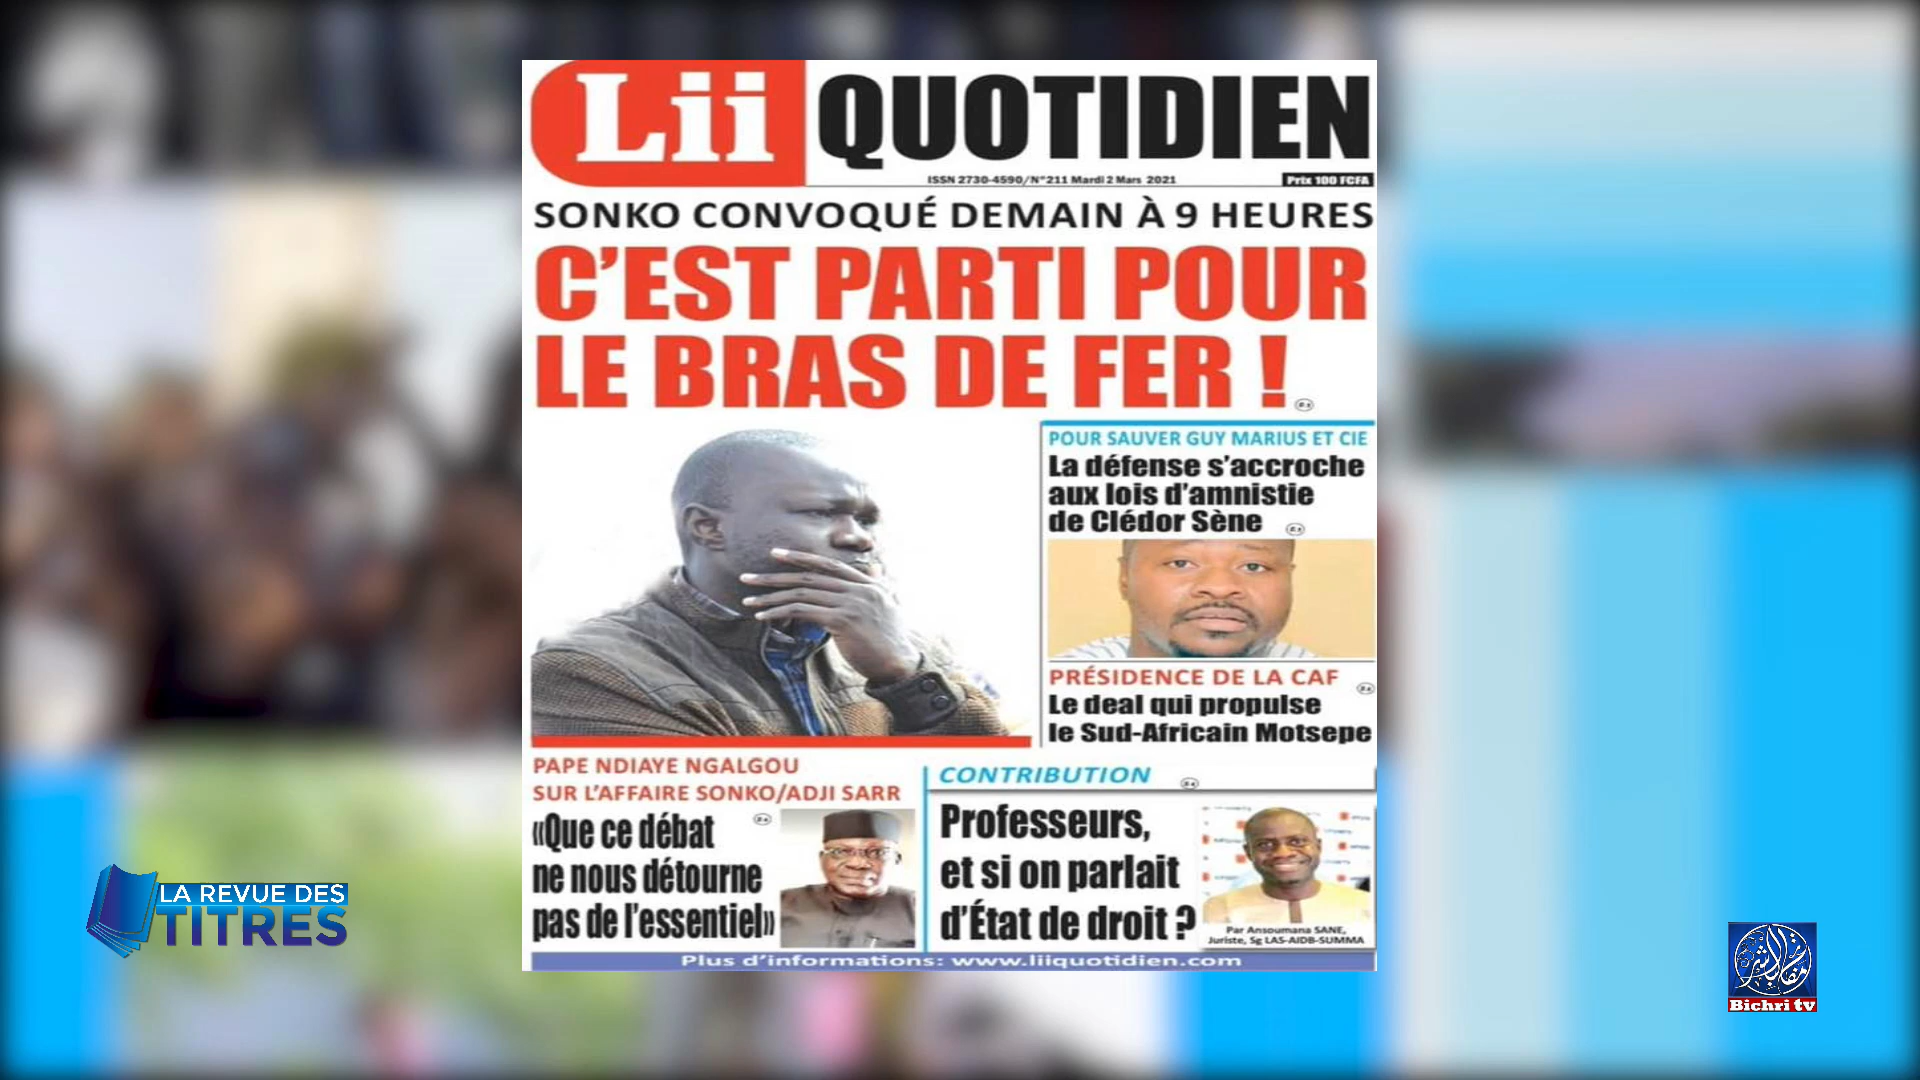 Lii QUOTIDIEN
ISSN 2730-4590/N°211 Mardi 2 Mars 2021
Prix 100 FCFA
SONKO CONVOQUÉ DEMAIN À 9 HEURES
C'EST PARTI POUR
LE BRAS DE FER !
POUR SAUVER GUY MARIUS ET CIE
La défense s'accroche
aux lois d'amnistie
de Clédor Sène
PRÉSIDENCE DE LA CAF
Le deal qui propulse
le Sud-Africain Motsepe
PAPE NDIAYE NGALGOU
SUR L'AFFAIRE SONKO/ADJI SARR
«Que ce débat
ne nous détourne
pas de l'essentiel»
CONTRIBUTION
Professeurs,
et si on parlait
d'État de droit ?
Par Ansoumana SANE,
Juriste, Sg LAS-AIDB-SUMMA
Plus d'informations: www.liiquotidien.com
LA REVUE DES
TITRES
Bichri tv